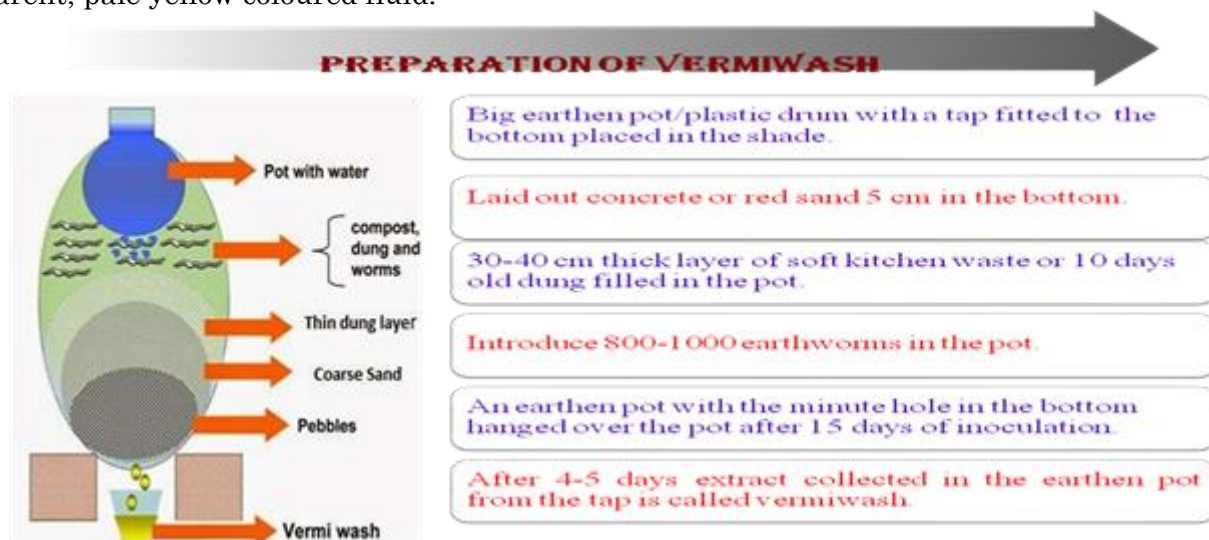 arent, pale yellow coloured fluid.
PREPARATION OF VERMIWASH
Pot with water
compost,
dung and
worms
Thin dung layer
Coarse Sand
Pebbles
Vermi wash
Big earthen pot/plastic drum with a tap fitted to the
bottom placed in the shade.
Laid out concrete or red sand 5 cm in the bottom.
30-40 cm thick layer of soft kitchen waste or 10 days
old dung filled in the pot.
Introduce 800-1000 earthworms in the pot.
An earthen pot with the minute hole in the bottom
hanged over the pot after 15 days of inoculation.
After 4-5 days extract collected in the earthen pot
from the tap is called vermiwash.